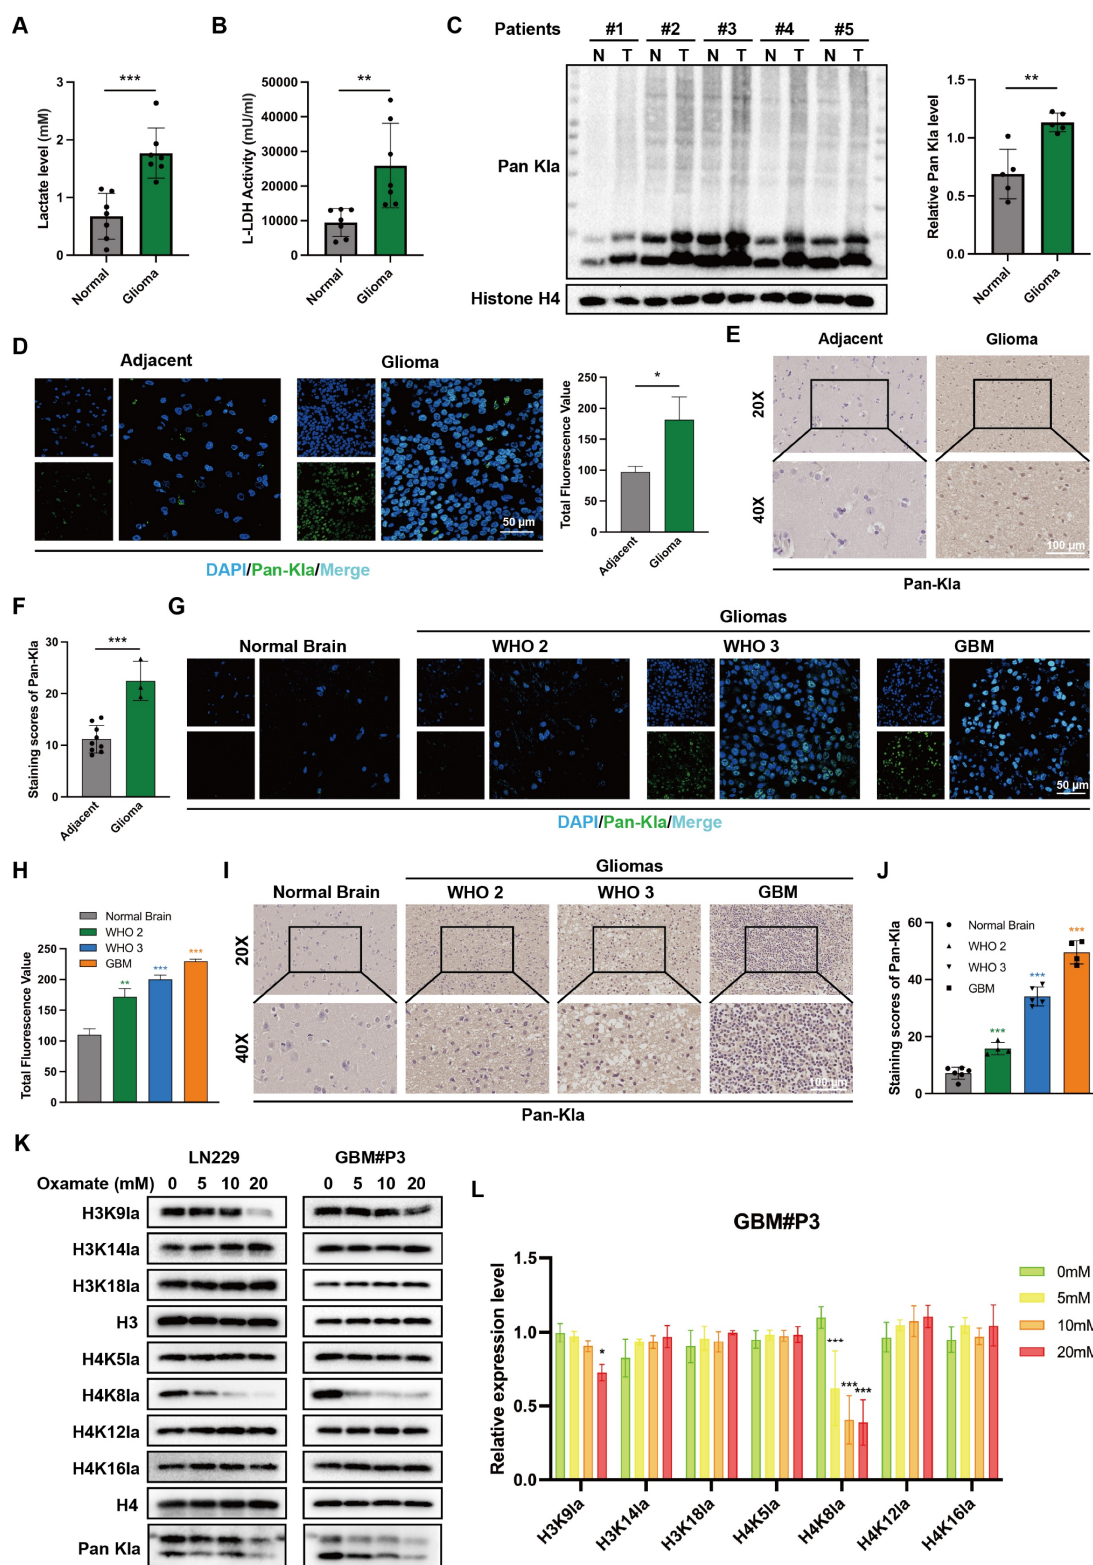 A
Lactate level (mM)
3
2
1
0
***
Normal
Glioma
B
L-LDH Activity (mU/ml)
50000
40000
30000
20000
10000
0
**
Normal
Glioma
C
Patients #1 #2 #3 #4 #5
N T N T N T N T N T
Pan Kla
Histone H4
Relative Pan Kla level
1.5
1.0
0.5
0.0
**
Normal
Glioma
D
Adjacent Glioma
50 μm
DAPI/Pan-Kla/Merge
Total Fluorescence Value
250
200
150
100
50
0
*
Adjacent
Glioma
E
Adjacent Glioma
20X
40X
100 μm
Pan-Kla
F
Staining scores of Pan-Kla
30
20
10
0
***
Adjacent
Glioma
G
Gliomas
Normal Brain WHO 2 WHO 3 GBM
50 μm
DAPI/Pan-Kla/Merge
H
Normal Brain
WHO 2
WHO 3
GBM
Total Fluorescence Value
250
200
150
100
50
0
**
***
***
I
Gliomas
Normal Brain WHO 2 WHO 3 GBM
20X
40X
100 μm
Pan-Kla
J
Staining scores of Pan-Kla
60
40
20
0
Normal Brain
WHO 2
WHO 3
GBM
***
***
***
K
LN229 GBM#P3
Oxamate (mM) 0 5 10 20 0 5 10 20
H3K9la
H3K14la
H3K18la
H3
H4K5la
H4K8la
H4K12la
H4K16la
H4
Pan Kla
L
GBM#P3
Relative expression level
1.5
1.0
0.5
0.0
*
***
***
***
H3K9la
H3K14la
H3K18la
H4K5la
H4K8la
H4K12la
H4K16la
0mM
5mM
10mM
20mM